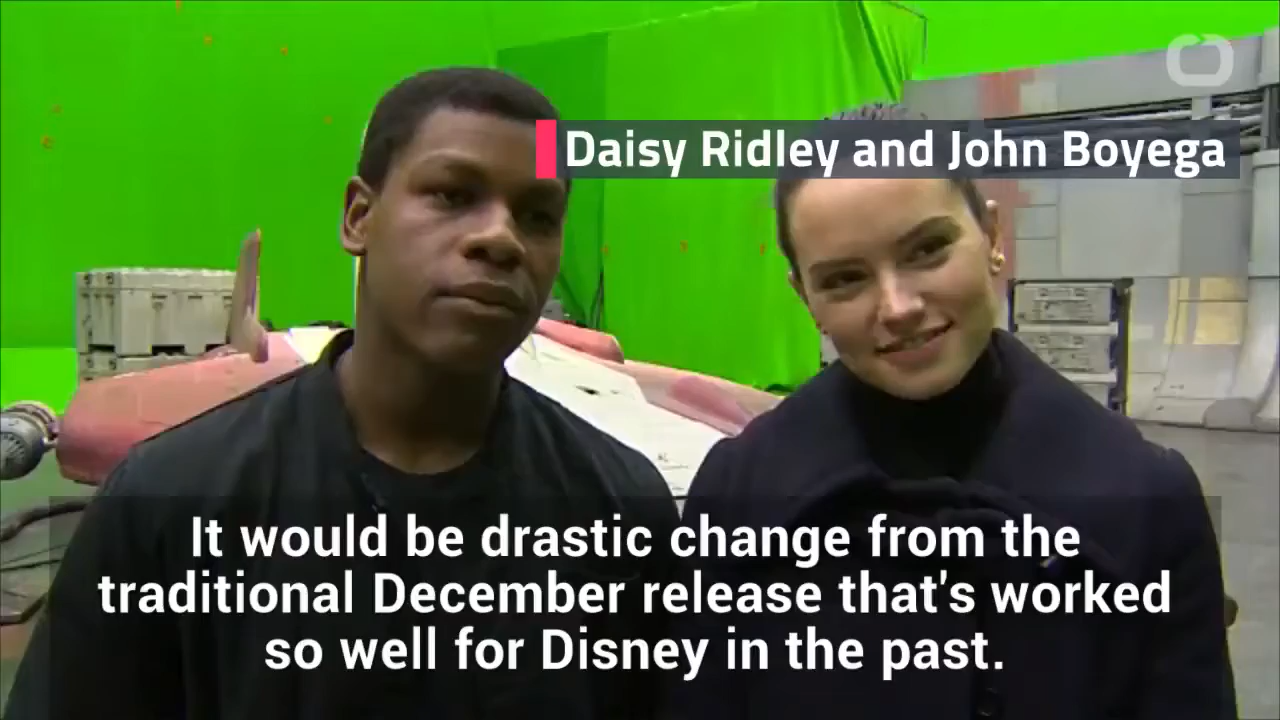 Daisy Ridley and John Boyega
It would be drastic change from the
traditional December release that's worked
so well for Disney in the past.